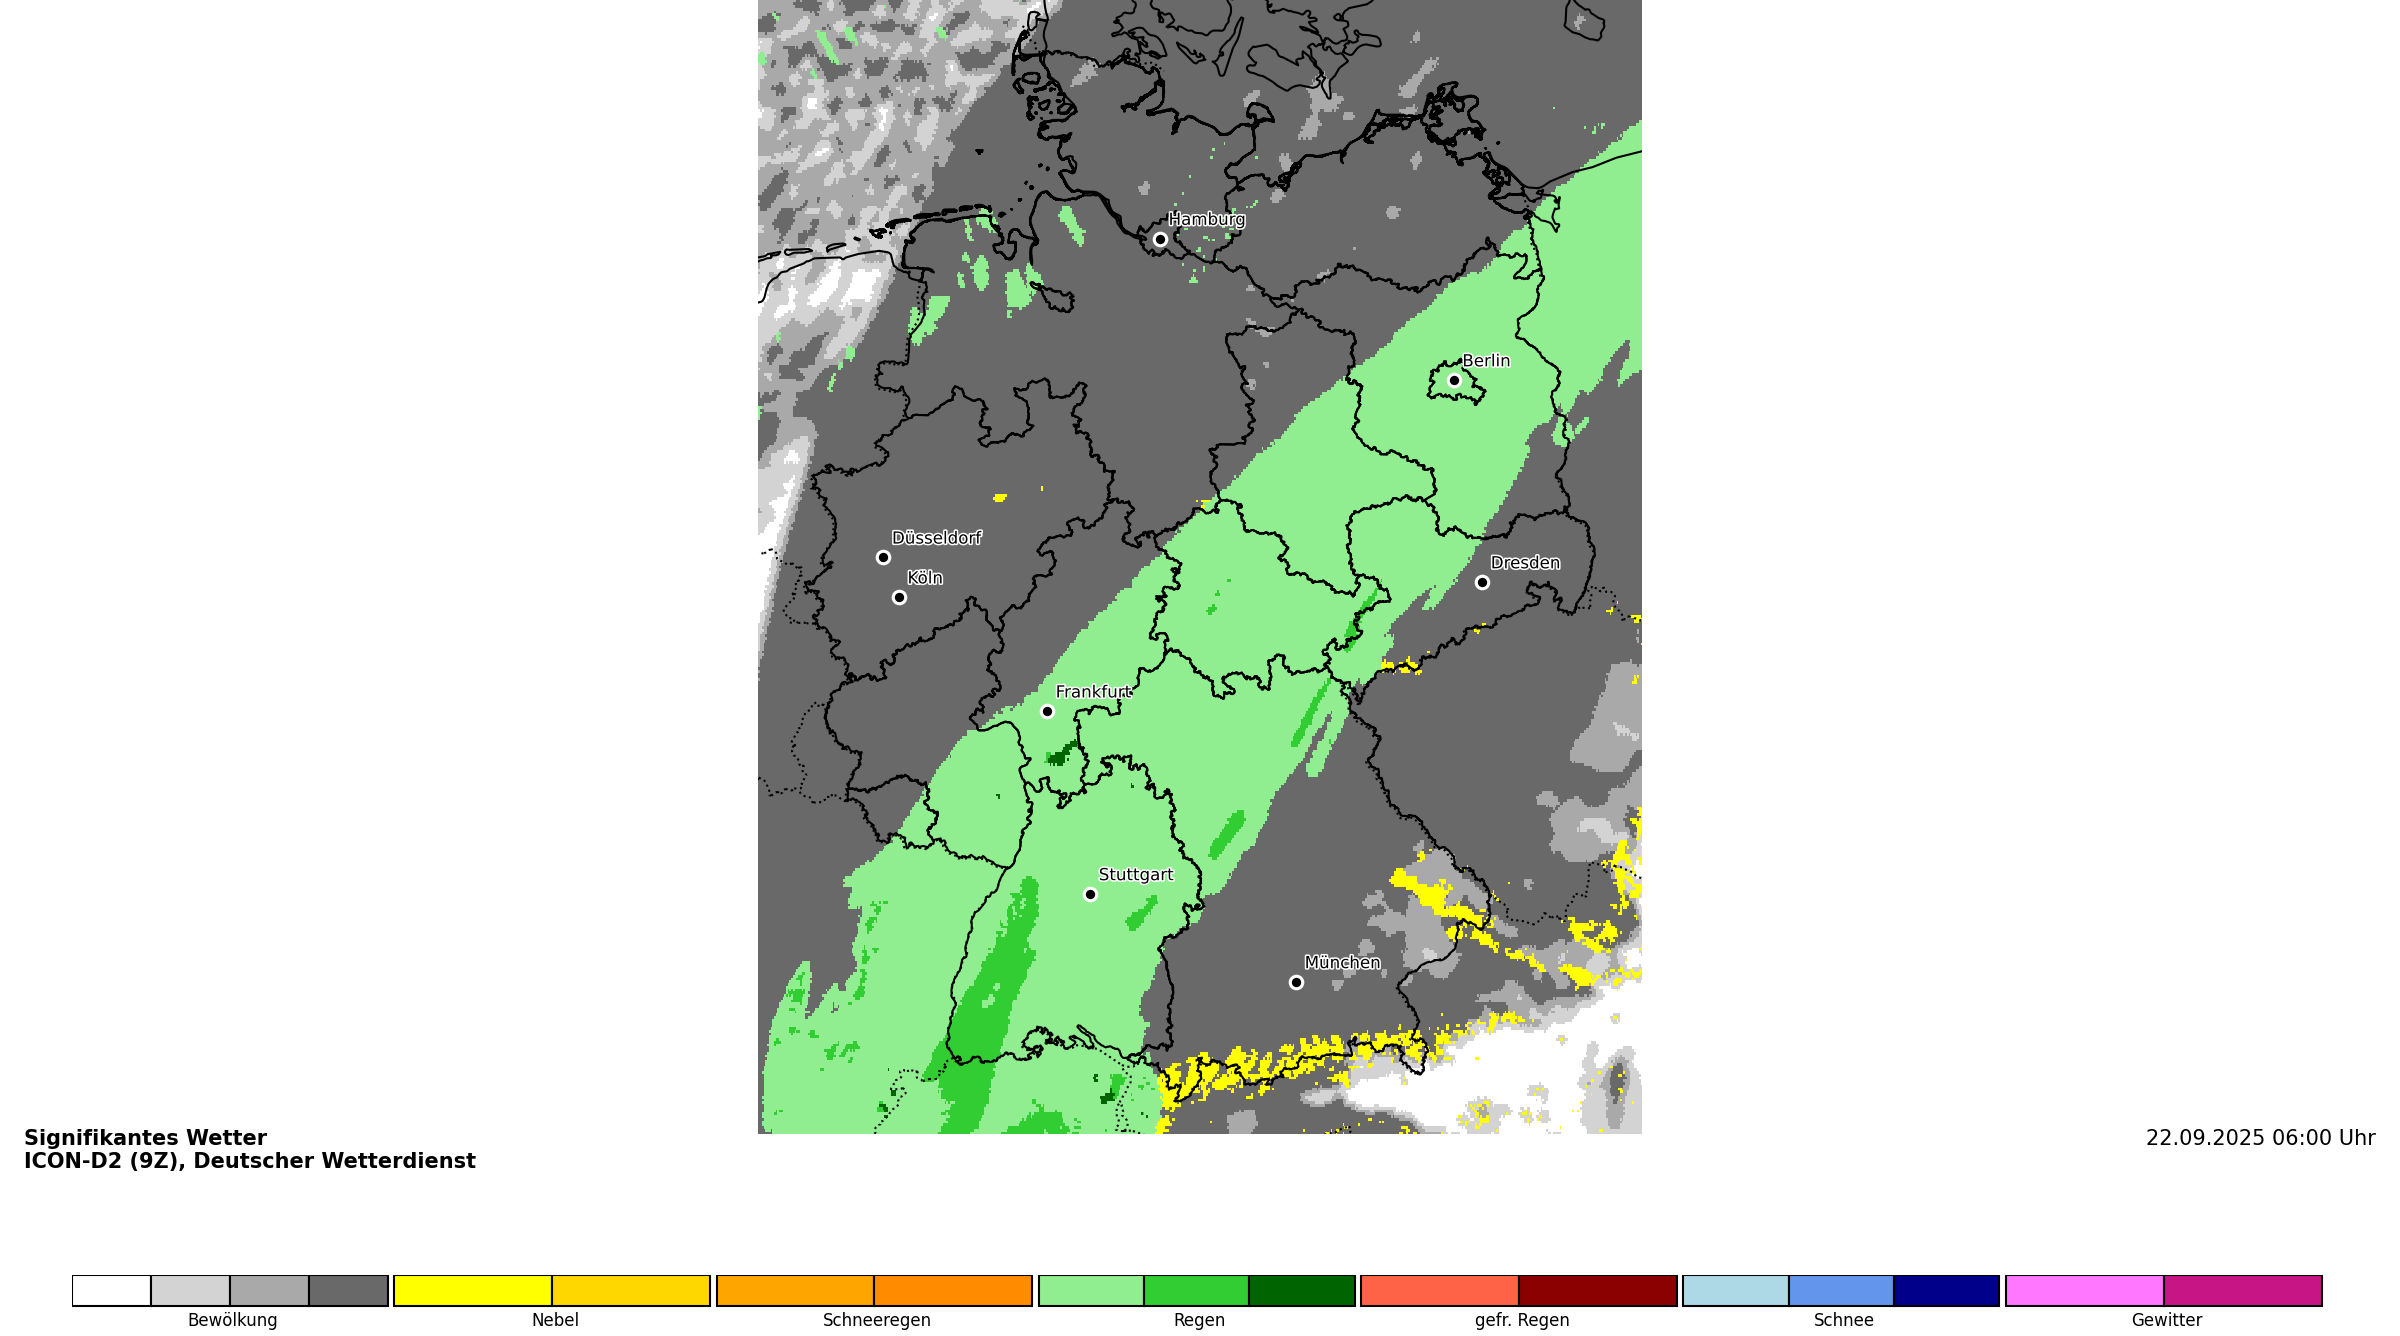 Hamburg
Berlin
Düsseldorf
Köln
Dresden
Frankfurt
Stuttgart
München
Signifikantes Wetter
ICON-D2 (9Z), Deutscher Wetterdienst
22.09.2025 06:00 Uhr
Bewölkung
Nebel
Schneeregen
Regen
gefr. Regen
Schnee
Gewitter